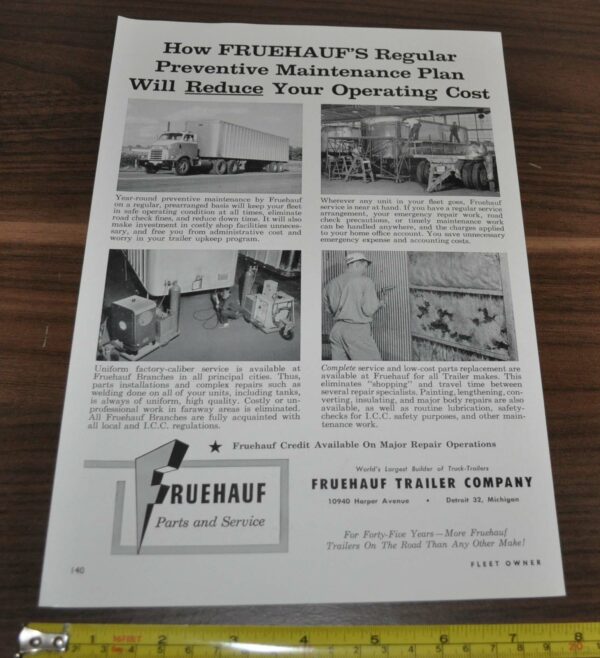 How FRUEHAUF'S Regular
Preventive Maintenance Plan
Will Reduce Your Operating Cost
Year-round preventive maintenance by Fruehauf
on a regular, prearranged basis will keep your fleet
in safe operating condition at all times, eliminate
road check fines, and reduce down time. It will also
make investment in costly shop facilities unneces-
sary, and free you from administrative cost and
worry in your trailer upkeep program.
Wherever any unit in your fleet goes, Fruehauf
service is near at hand. If you have a regular service
arrangement, your emergency repair work, road
check precautions, or timely maintenance work
can be handled anywhere, and the charges applied
to your home office account. You save unnecessary
emergency expense and accounting costs.
Uniform factory-caliber service is available at
Fruehauf Branches in all principal cities. Thus,
parts installations and complex repairs such as
welding done on all of your units, including tanks,
is always of uniform, high quality. Costly or un-
professional work in faraway areas is eliminated.
All Fruehauf Branches are fully acquainted with
all local and I.C.C. regulations.
Complete service and low-cost parts replacement are
available at Fruehauf for all Trailer makes. This
eliminates "shopping" and travel time between
several repair specialists. Painting, lengthening, con-
verting, insulating, and major body repairs are also
available, as well as routine lubrication, safety-
checks for I.C.C. safety purposes, and other main-
tenance work.
★ Fruehauf Credit Available On Major Repair Operations
FRUEHAUF
Parts and Service
World's Largest Builder of Truck-Trailers
FRUEHAUF TRAILER COMPANY
10940 Harper Avenue • Detroit 32, Michigan
For Forty-Five Years—More Fruehauf
Trailers On The Road Than Any Other Make!
140
FLEET OWNER
1 2 3 4 5 6 7 8